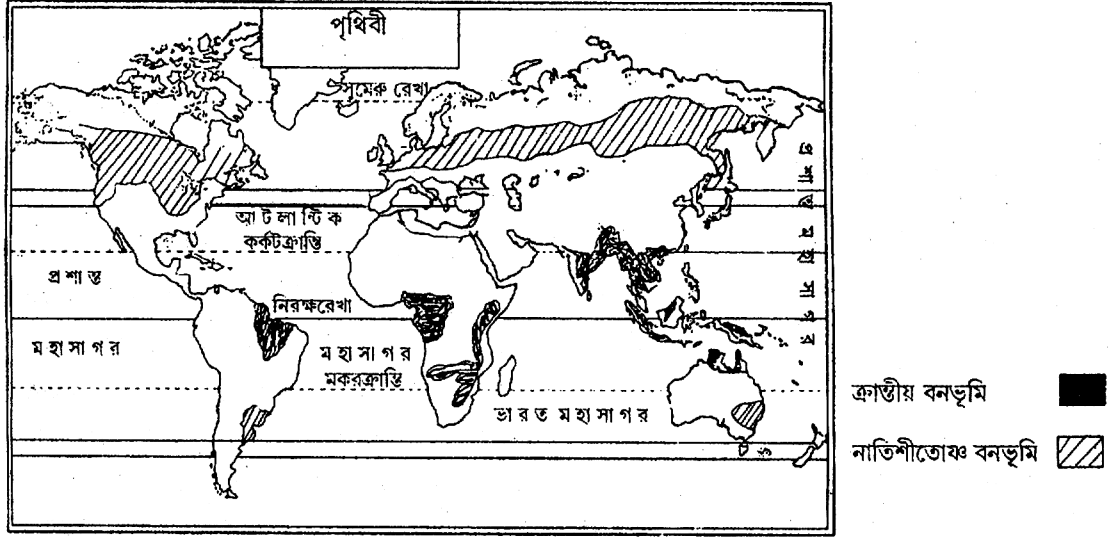 পৃথিবী
সুমেরু রেখা
আটলান্টিক
কর্কটক্রান্তি
প্রশান্ত
নিরক্ষরেখা
মহাসাগর
মহাসাগর
মকরক্রান্তি
ভারত মহাসাগর
প্রশান্ত মহাসাগর
ক্রান্তীয় বনভূমি
নাতিশীতোষ্ণ বনভূমি